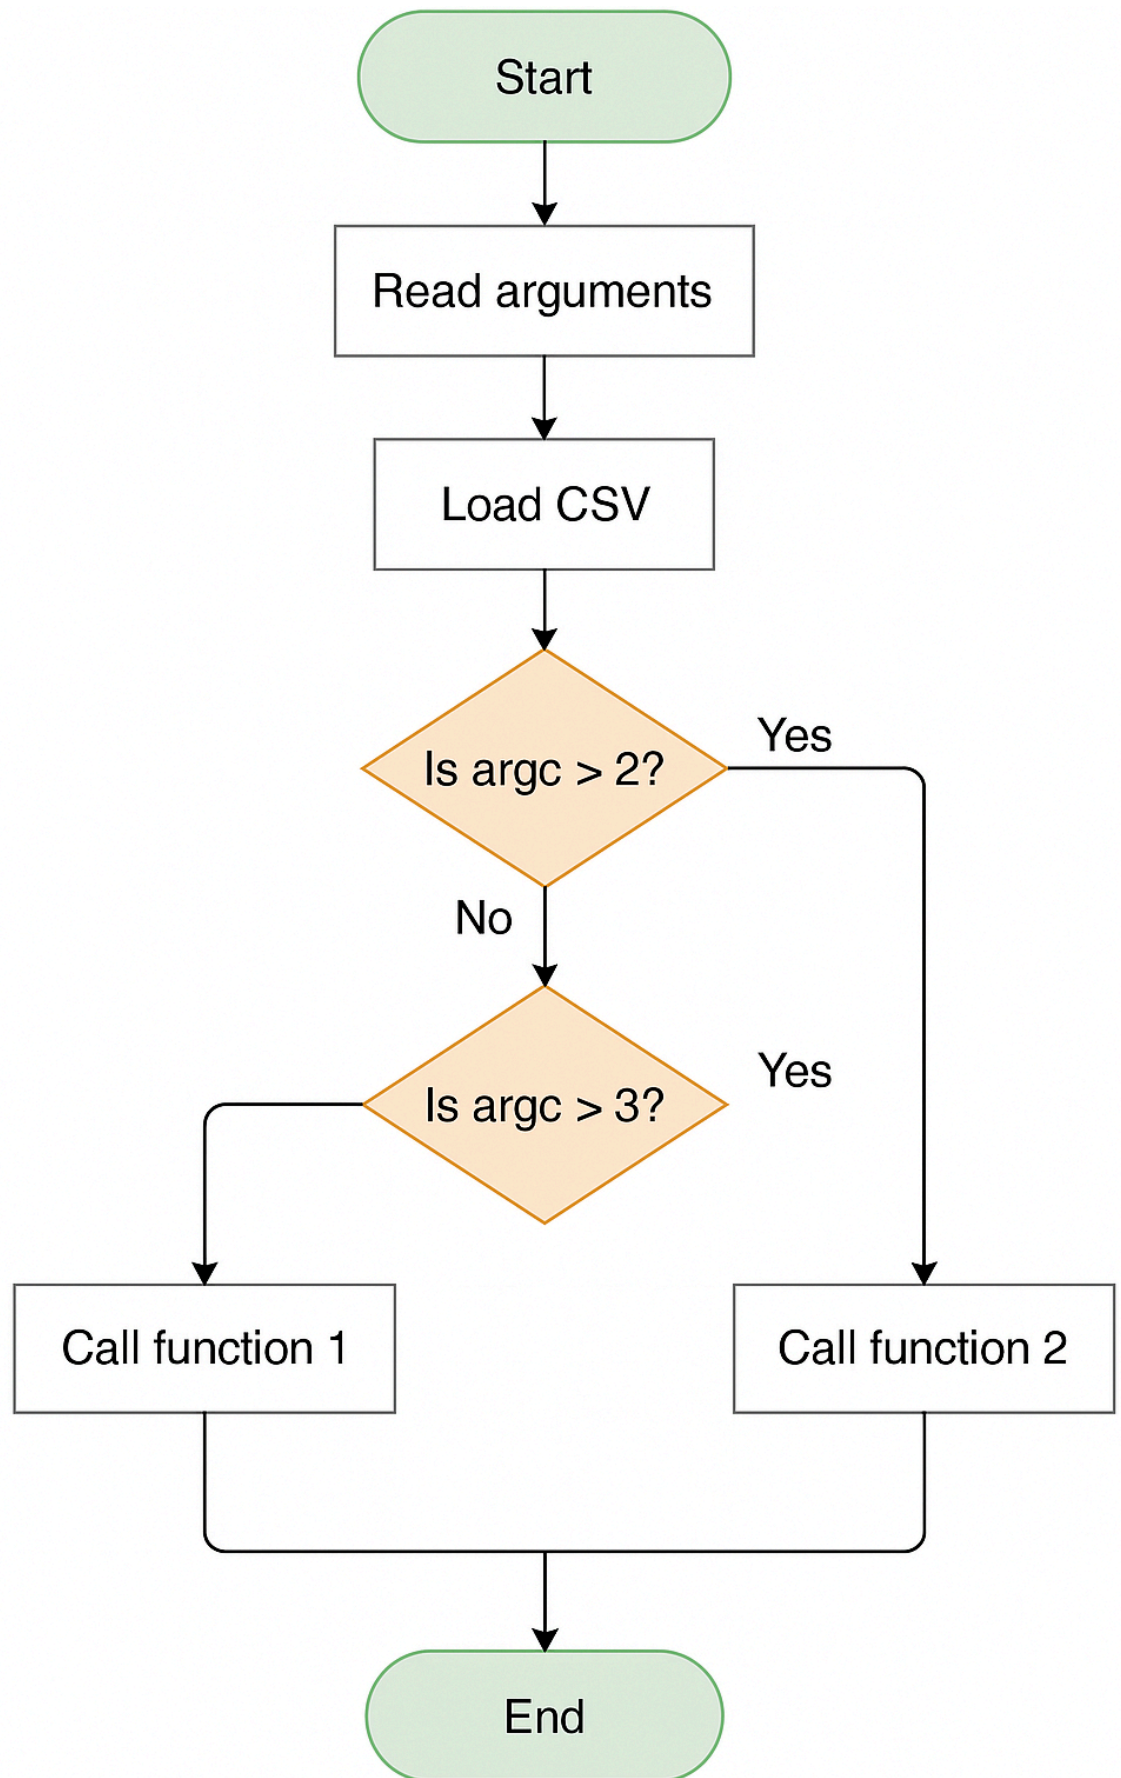 Start
Read arguments
Load CSV
Is argc > 2?
Yes
No
Is argc > 3?
Yes
Call function 1
Call function 2
End